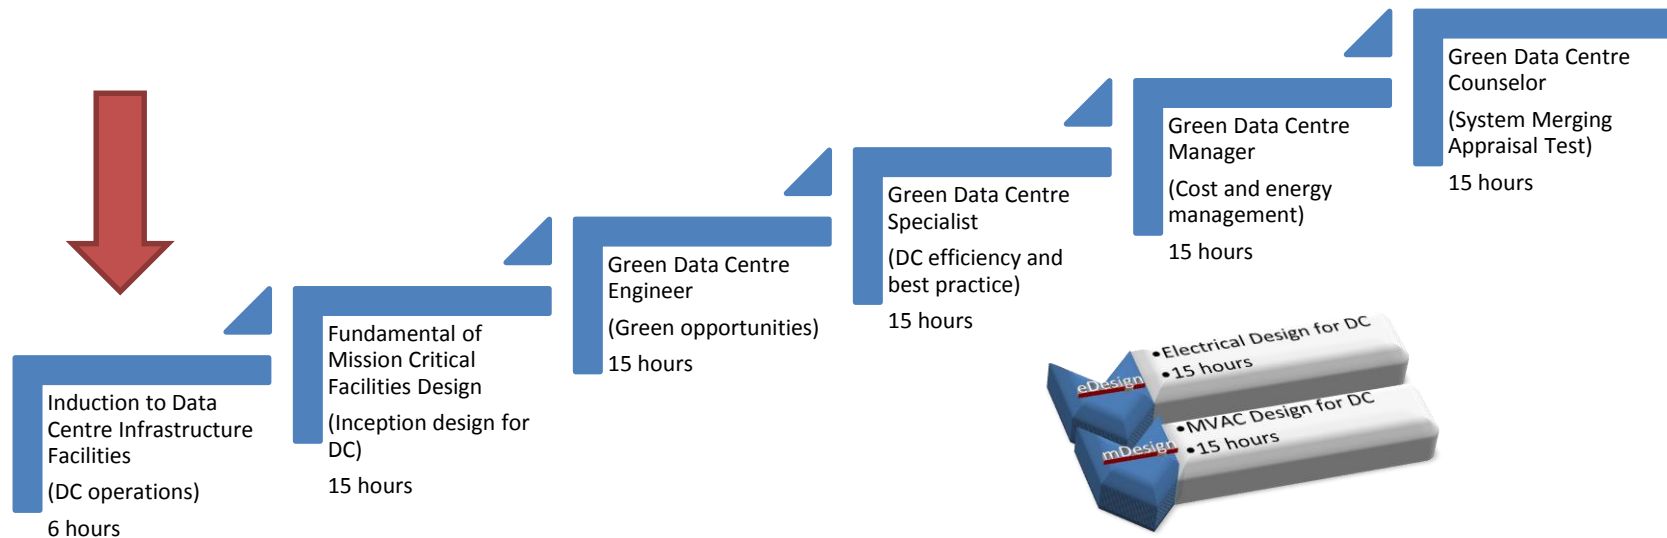 Induction to Data
Centre Infrastructure
Facilities
(DC operations)
6 hours
Fundamental of
Mission Critical
Facilities Design
(Inception design for
DC)
15 hours
Green Data Centre
Engineer
(Green opportunities)
15 hours
Green Data Centre
Specialist
(DC efficiency and
best practice)
15 hours
Green Data Centre
Manager
(Cost and energy
management)
15 hours
Green Data Centre
Counselor
(System Merging
Appraisal Test)
15 hours
eDesign
•Electrical Design for DC
•15 hours
mDesign
•MVAC Design for DC
•15 hours